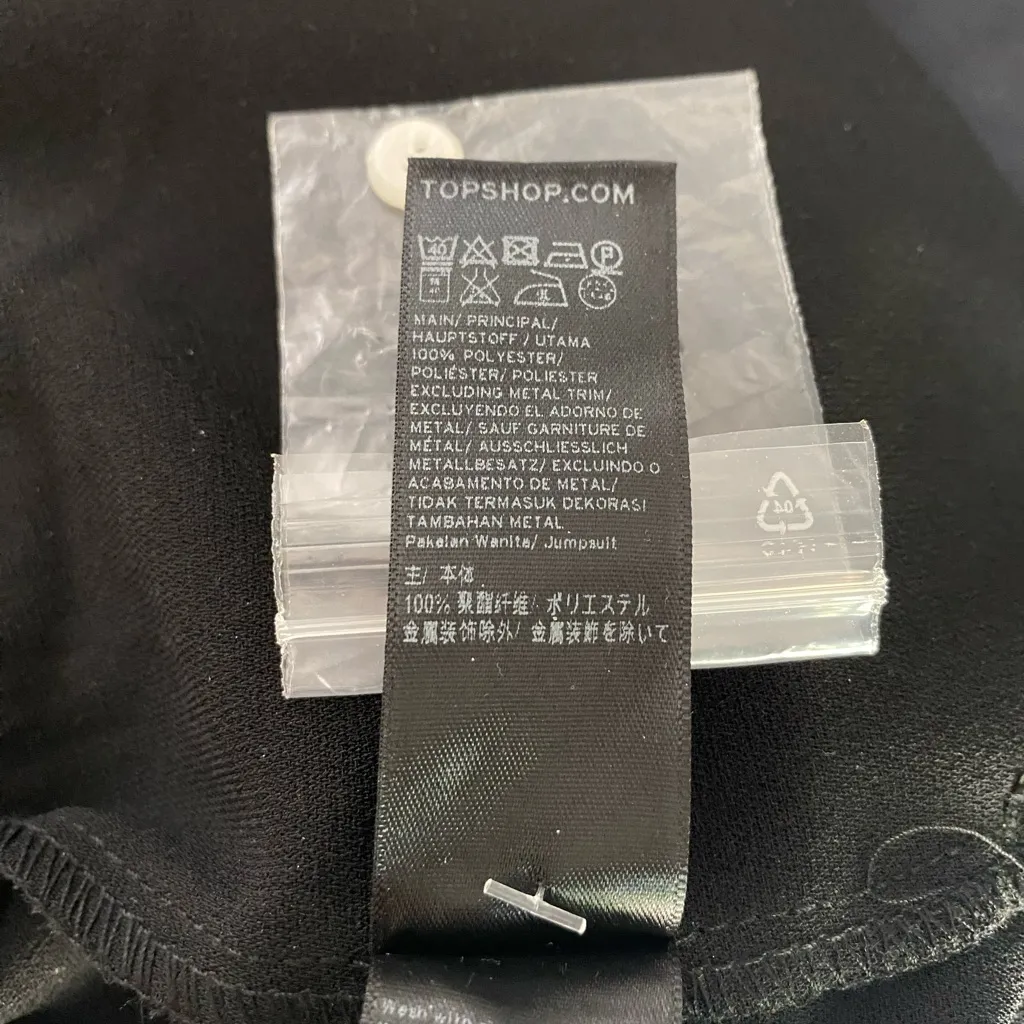 TOPSHOP.COM
40
P
MAIN/ PRINCIPAL/
HAUPTSTOFF / UTAMA
100% POLYESTER/
POLIÉSTER/ POLIESTER
EXCLUDING METAL TRIM/
EXCLUYENDO EL ADORNO DE
METAL/ SAUF GARNITURE DE
MÉTAL/ AUSSCHLIESSLICH
METALLBESATZ/ EXCLUINDO O
ACABAMENTO DE METAL/
TIDAK TERMASUK DEKORASI
TAMBAHAN METAL
Pakaian Wanita/ Jumpsuit
主/ 本体
100% 聚酯纤维/ ポリエステル
金属装饰除外/ 金属装飾を除いて
04